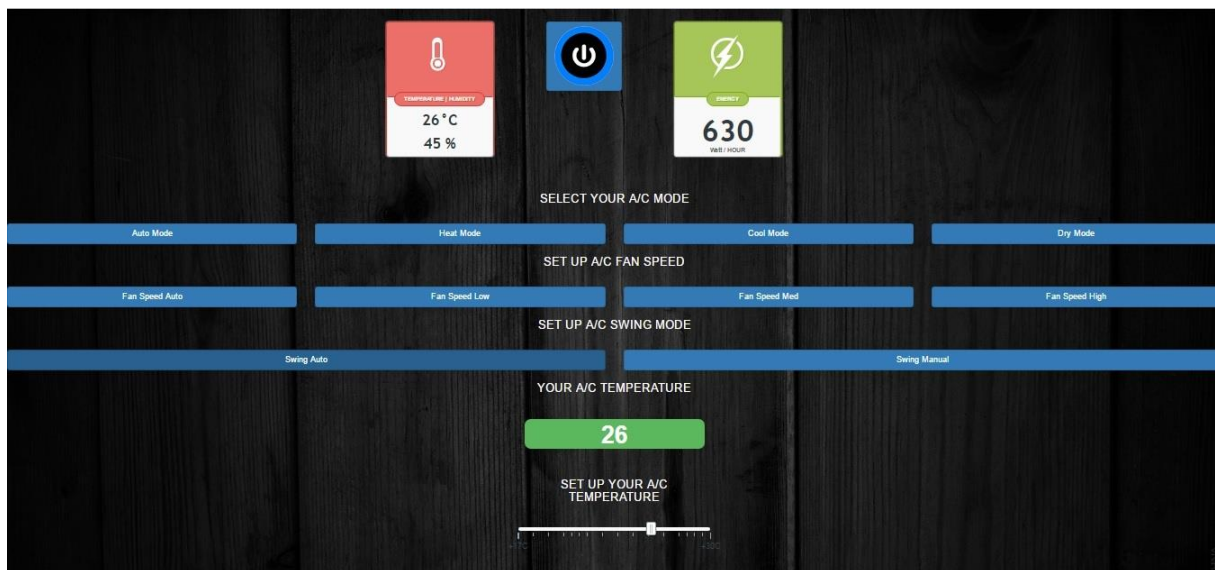 TEMPERATURE | HUMIDITY
26°C
45 %
ENERGY
630
Watt / HOUR
SELECT YOUR A/C MODE
Auto Mode
Heat Mode
Cool Mode
Dry Mode
SET UP A/C FAN SPEED
Fan Speed Auto
Fan Speed Low
Fan Speed Med
Fan Speed High
SET UP A/C SWING MODE
Swing Auto
Swing Manual
YOUR A/C TEMPERATURE
26
SET UP YOUR A/C
TEMPERATURE
+17C
+30C